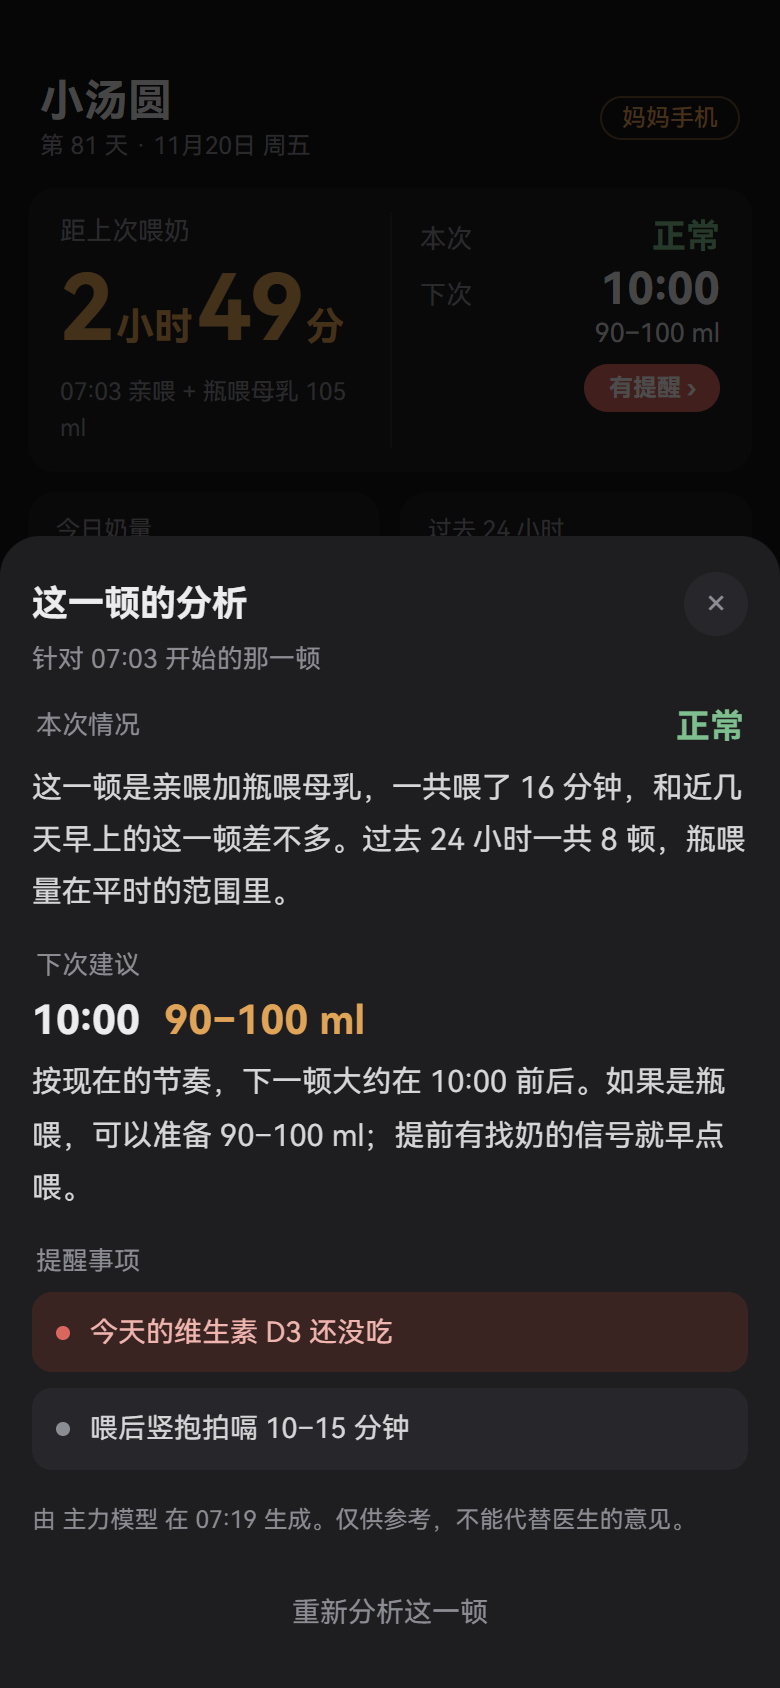 小汤圆
第 81 天 · 11月20日 周五
妈妈手机
距上次喂奶
2小时49分
07:03 亲喂 + 瓶喂母乳 105
ml
本次
正常
下次
10:00
90–100 ml
有提醒 ›
今日奶量
过去 24 小时
这一顿的分析
×
针对 07:03 开始的那一顿
本次情况
正常
这一顿是亲喂加瓶喂母乳，一共喂了 16 分钟，和近几
天早上的这一顿差不多。过去 24 小时一共 8 顿，瓶喂
量在平时的范围里。
下次建议
10:00 90–100 ml
按现在的节奏，下一顿大约在 10:00 前后。如果是瓶
喂，可以准备 90–100 ml；提前有找奶的信号就早点
喂。
提醒事项
今天的维生素 D3 还没吃
喂后竖抱拍嗝 10–15 分钟
由 主力模型 在 07:19 生成。仅供参考，不能代替医生的意见。
重新分析这一顿